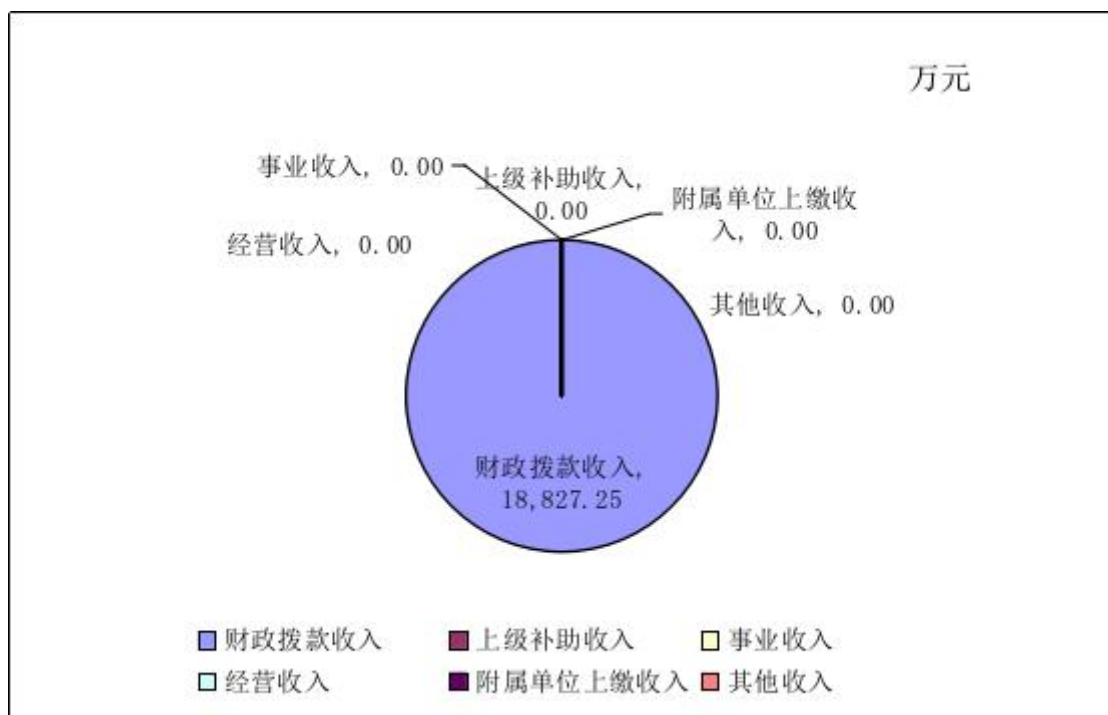 万元
事业收入, 0.00
上级补助收入,
0.00
附属单位上缴收
入, 0.00
经营收入, 0.00
其他收入, 0.00
财政拨款收入,
18,827.25
财政拨款收入
上级补助收入
事业收入
经营收入
附属单位上缴收入
其他收入